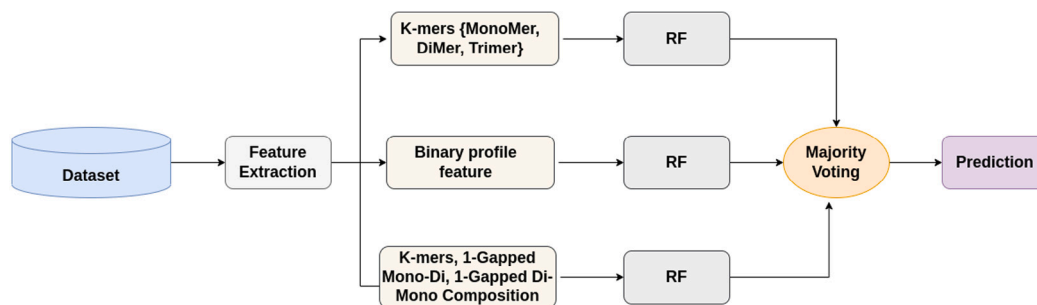 Dataset
Feature
Extraction
K-mers {MonoMer,
DiMer, Trimer}
RF
Binary profile
feature
RF
K-mers, 1-Gapped
Mono-Di, 1-Gapped Di-
Mono Composition
RF
Majority
Voting
Prediction